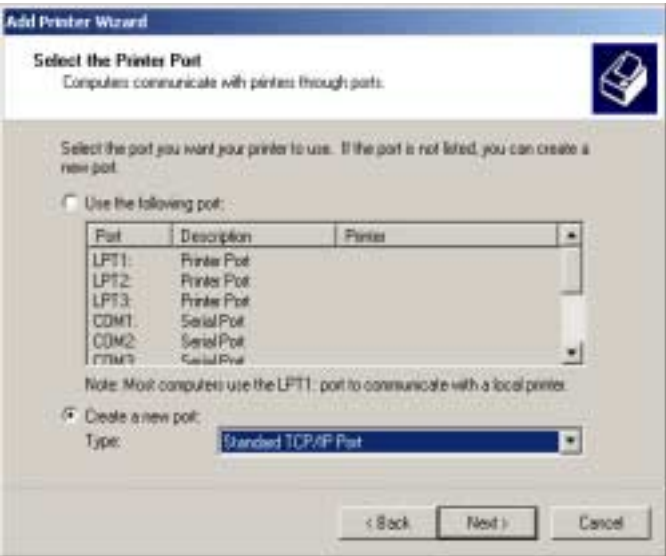 Add Printer Wizard
Select the Printer Port
Computers communicate with printers through ports.
Select the port you want your printer to use. If the port is not listed, you can create a
new port.
Use the following port:
Port Description Printer
LPT1: Printer Port
LPT2: Printer Port
LPT3: Printer Port
COM1: Serial Port
COM2: Serial Port
COM3: Serial Port
Note: Most computers use the LPT1: port to communicate with a local printer.
Create a new port:
Type: Standard TCP/IP Port
< Back Next > Cancel